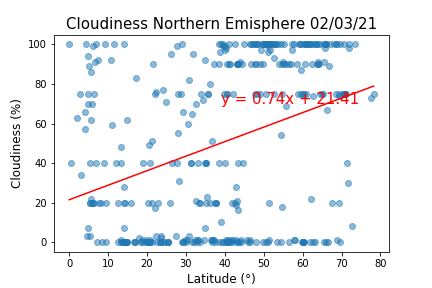 Cloudiness Northern Emisphere 02/03/21
100
80
60
40
20
0
Cloudiness (%)
y = 0.74x + 21.41
0 10 20 30 40 50 60 70 80
Latitude (°)